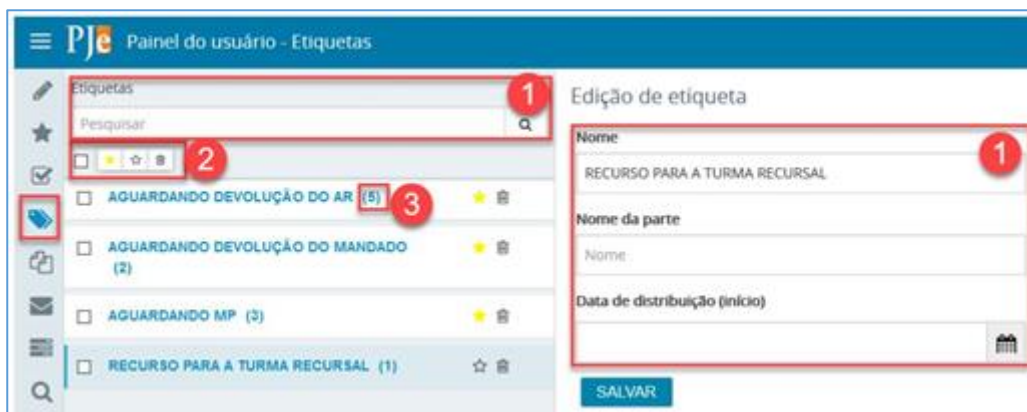 PJe Painel do usuário - Etiquetas
Etiquetas
1
Pesquisar
2
AGUARDANDO DEVOLUÇÃO DO AR (5)
3
AGUARDANDO DEVOLUÇÃO DO MANDADO
(2)
AGUARDANDO MP (3)
RECURSO PARA A TURMA RECURSAL (1)
Edição de etiqueta
Nome
1
RECURSO PARA A TURMA RECURSAL
Nome da parte
Nome
Data de distribuição (início)
SALVAR